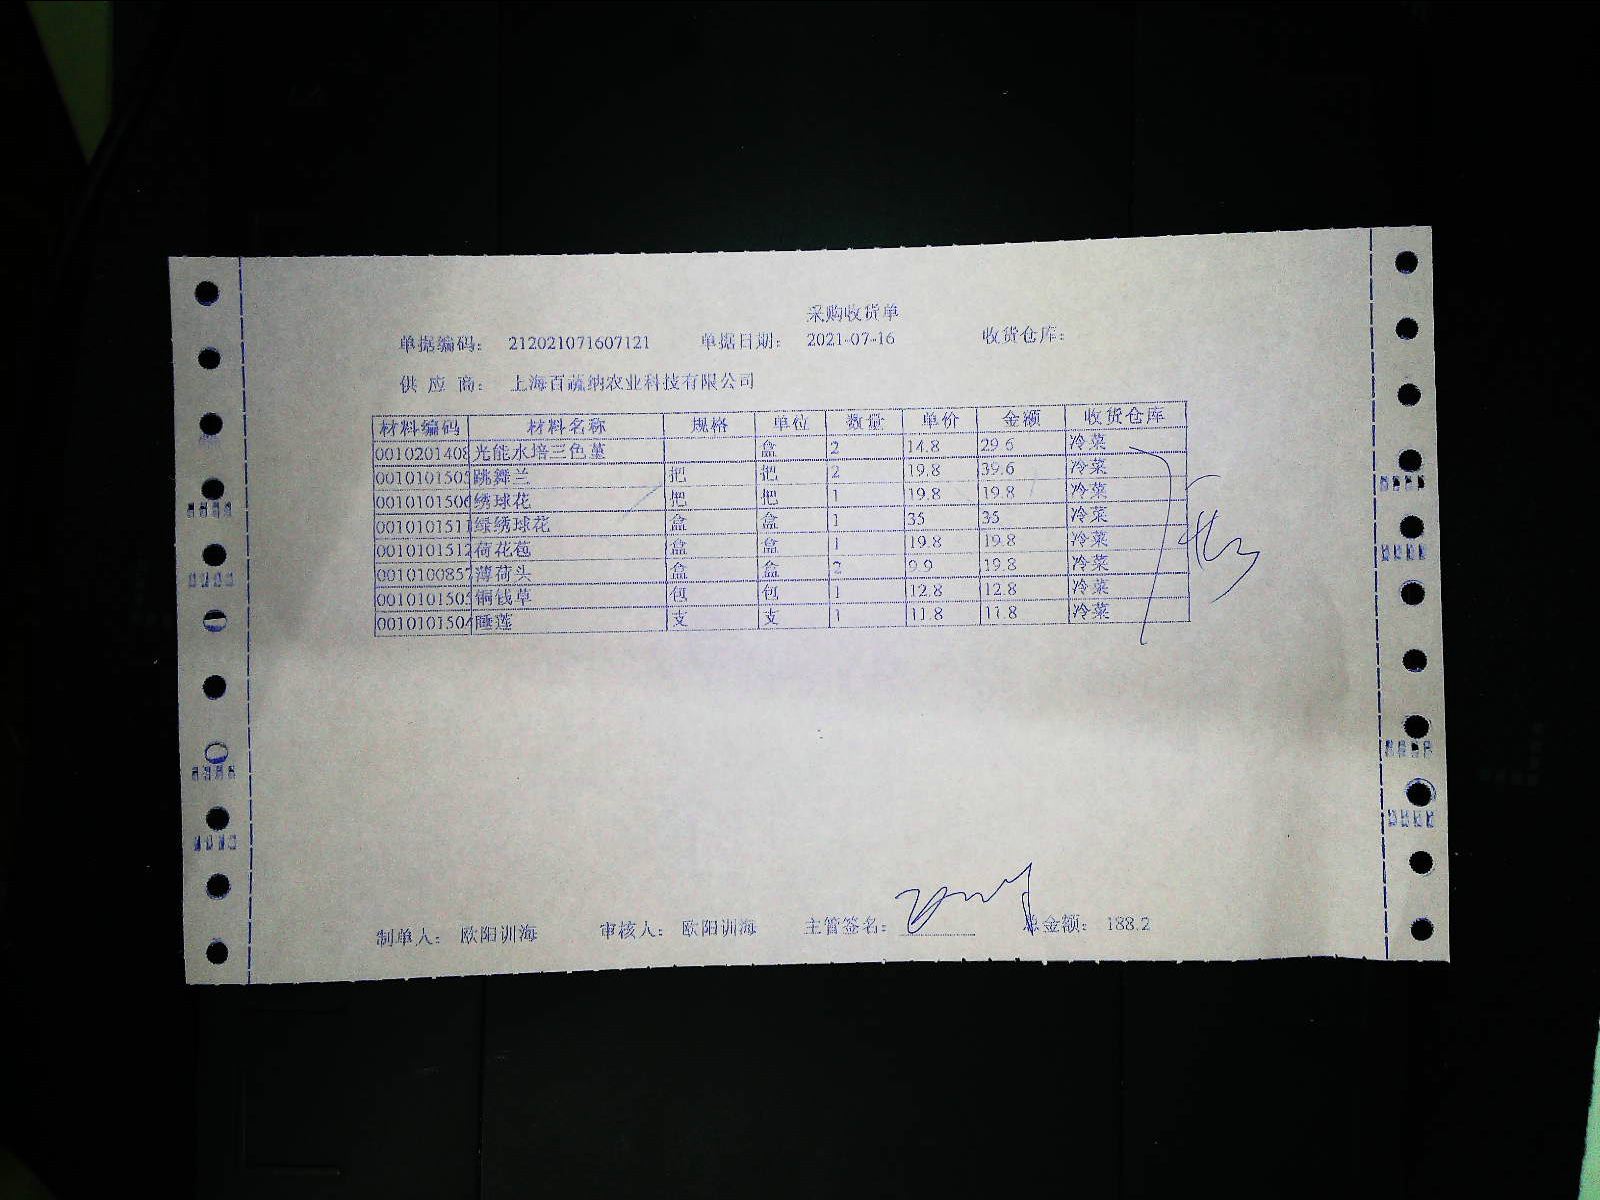 采购收货单
单据编码： 212021071607121 单据日期： 2021-07-16 收货仓库：
供 应 商： 上海百蔬纳农业科技有限公司
材料编码 材料名称 规格 单位 数量 单价 金额 收货仓库
0010201408 光能水培三色堇 盒 2 14.8 29.6 冷菜
0010101505 跳舞兰 把 把 2 19.8 39.6 冷菜
0010101506 绣球花 把 把 1 19.8 19.8 冷菜
0010101511 绿绣球花 盒 盒 1 35 35 冷菜
0010101512 荷花苞 盒 盒 1 19.8 19.8 冷菜
0010100857 薄荷头 盒 盒 2 9.9 19.8 冷菜
0010101505 铜钱草 包 包 1 12.8 12.8 冷菜
0010101504 睡莲 支 支 1 11.8 11.8 冷菜
制单人： 欧阳训海 审核人： 欧阳训海 主管签名： 总金额： 188.2